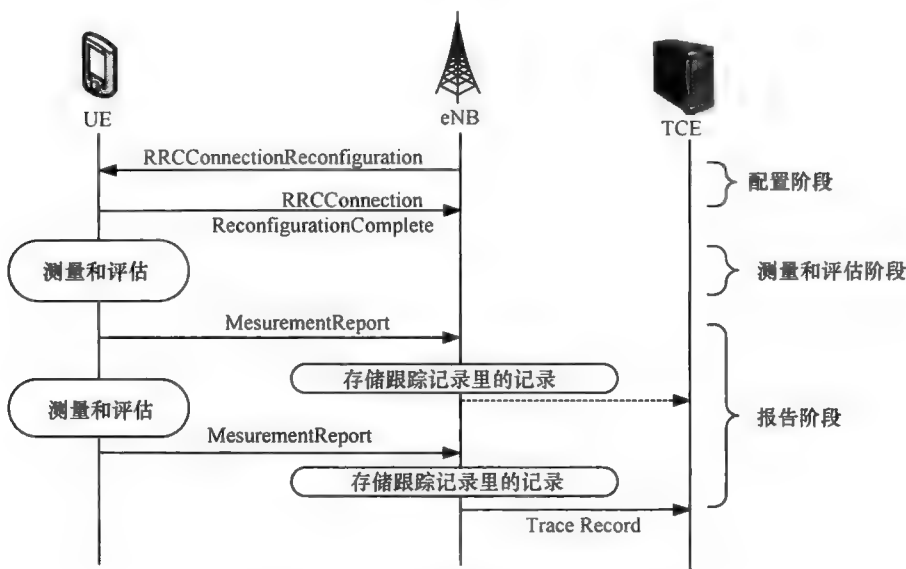 UE
eNB
TCE
RRCConnectionReconfiguration
配置阶段
RRCConnection
ReconfigurationComplete
测量和评估
测量和评估阶段
MesurementReport
存储跟踪记录里的记录
测量和评估
报告阶段
MesurementReport
存储跟踪记录里的记录
Trace Record